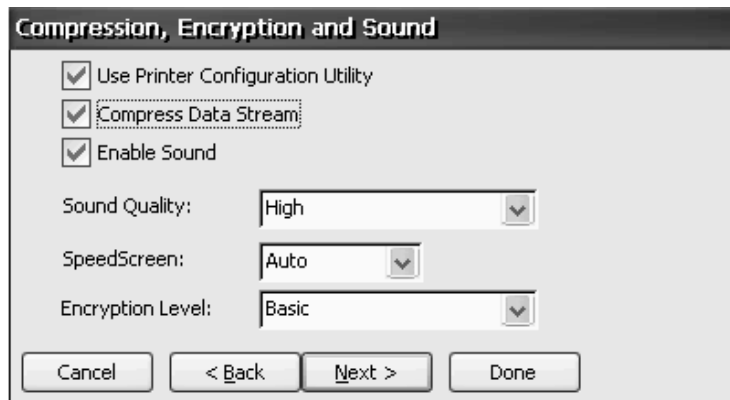 Compression, Encryption and Sound
Use Printer Configuration Utility
Compress Data Stream
Enable Sound
Sound Quality: High
SpeedScreen: Auto
Encryption Level: Basic
Cancel < Back Next > Done